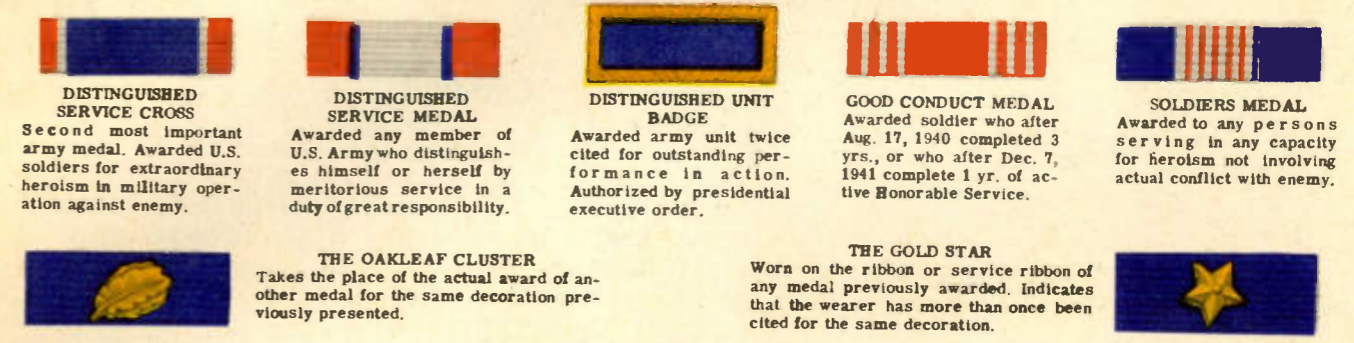 DISTINGUISHED
SERVICE CROSS
Second most important
army medal. Awarded U.S.
soldiers for extraordinary
heroism in military oper-
ation against enemy.
DISTINGUISHED
SERVICE MEDAL
Awarded any member of
U.S. Army who distinguish-
es himself or herself by
meritorious service in a
duty of great responsibility.
DISTINGUISHED UNIT
BADGE
Awarded army unit twice
cited for outstanding per-
formance in action.
Authorized by presidential
executive order.
GOOD CONDUCT MEDAL
Awarded soldier who after
Aug. 17, 1940 completed 3
yrs., or who after Dec. 7,
1941 complete 1 yr. of ac-
tive Honorable Service.
SOLDIERS MEDAL
Awarded to any persons
serving in any capacity
for heroism not involving
actual conflict with enemy.
THE OAKLEAF CLUSTER
Takes the place of the actual award of an-
other medal for the same decoration pre-
viously presented.
THE GOLD STAR
Worn on the ribbon or service ribbon of
any medal previously awarded. Indicates
that the wearer has more than once been
cited for the same decoration.